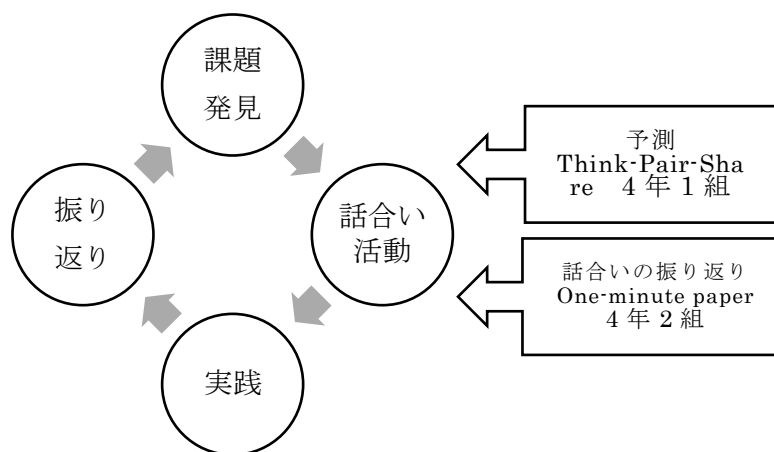 課題
発見
振り
返り
話合い
活動
実践
予測
Think-Pair-Sha
re　４年１組
話合いの振り返り
One-minute paper
４年２組